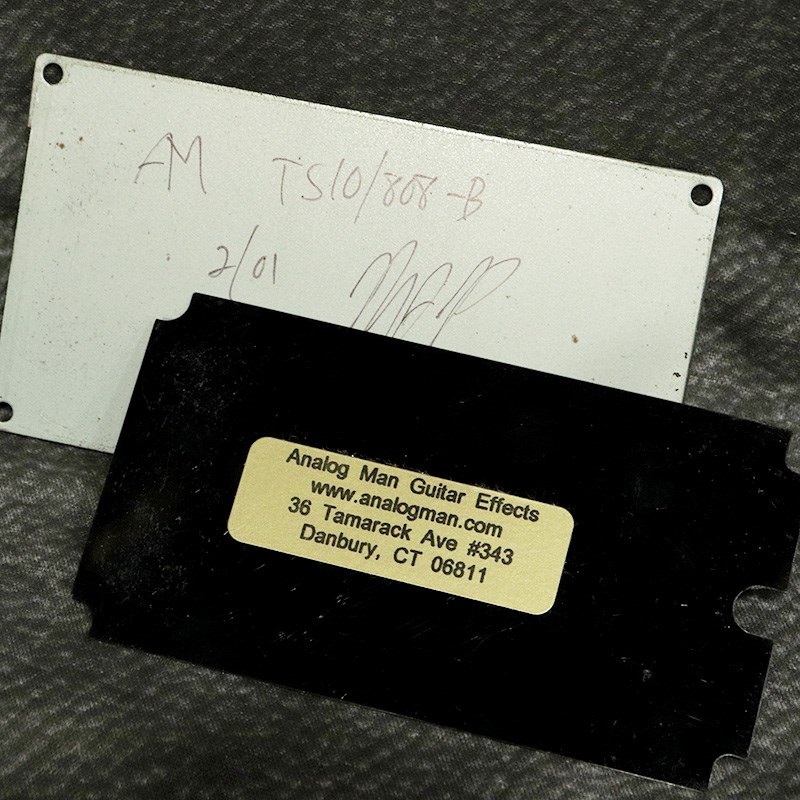 AM TS10/808-B
2/01
Analog Man Guitar Effects
www.analogman.com
36 Tamarack Ave #343
Danbury, CT 06811